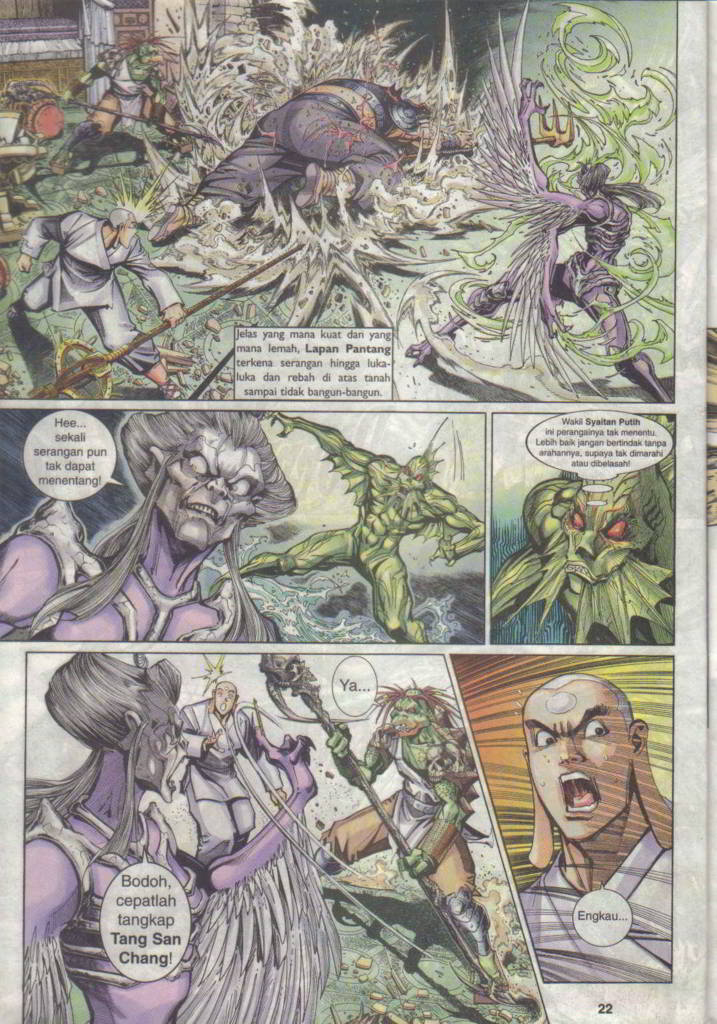 Jelas yang mana kuat dan yang
mana lemah, Lapan Pantang
terkena serangan hingga luka-
luka dan rebah di atas tanah
sampai tidak bangun-bangun.
Hee...
sekali
serangan pun
tak dapat
menentang!
Wakil Syaitan Putih
ini perangainya tak menentu.
Lebih baik jangan bertindak tanpa
arahannya, supaya tak dimarahi
atau dibelasah!
Ya...
Bodoh,
cepatlah
tangkap
Tang San
Chang!
Engkau...
22